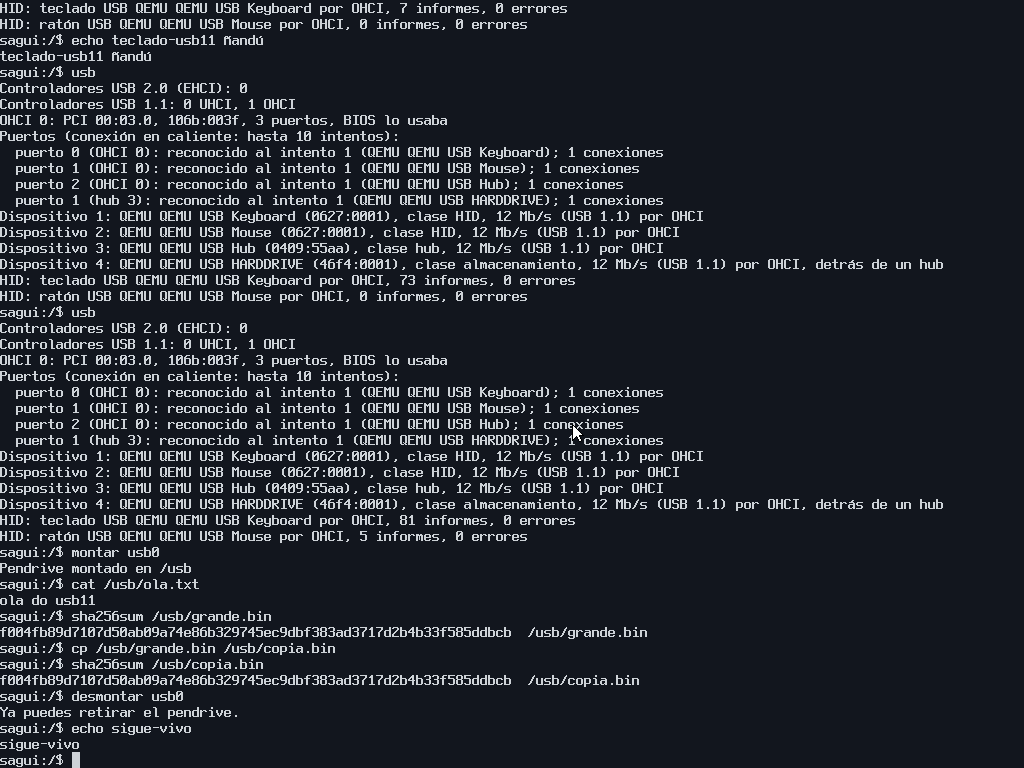 HID: teclado USB QEMU QEMU USB Keyboard por OHCI, 7 informes, 0 errores
HID: ratón USB QEMU QEMU USB Mouse por OHCI, 0 informes, 0 errores
sagui:/$ echo teclado-usb11 ñandú
teclado-usb11 ñandú
sagui:/$ usb
Controladores USB 2.0 (EHCI): 0
Controladores USB 1.1: 0 UHCI, 1 OHCI
OHCI 0: PCI 00:03.0, 106b:003f, 3 puertos, BIOS lo usaba
Puertos (conexión en caliente: hasta 10 intentos):
  puerto 0 (OHCI 0): reconocido al intento 1 (QEMU QEMU USB Keyboard); 1 conexiones
  puerto 1 (OHCI 0): reconocido al intento 1 (QEMU QEMU USB Mouse); 1 conexiones
  puerto 2 (OHCI 0): reconocido al intento 1 (QEMU QEMU USB Hub); 1 conexiones
  puerto 1 (hub 3): reconocido al intento 1 (QEMU QEMU USB HARDDRIVE); 1 conexiones
Dispositivo 1: QEMU QEMU USB Keyboard (0627:0001), clase HID, 12 Mb/s (USB 1.1) por OHCI
Dispositivo 2: QEMU QEMU USB Mouse (0627:0001), clase HID, 12 Mb/s (USB 1.1) por OHCI
Dispositivo 3: QEMU QEMU USB Hub (0409:55aa), clase hub, 12 Mb/s (USB 1.1) por OHCI
Dispositivo 4: QEMU QEMU USB HARDDRIVE (46f4:0001), clase almacenamiento, 12 Mb/s (USB 1.1) por OHCI, detrás de un hub
HID: teclado USB QEMU QEMU USB Keyboard por OHCI, 73 informes, 0 errores
HID: ratón USB QEMU QEMU USB Mouse por OHCI, 0 informes, 0 errores
sagui:/$ usb
Controladores USB 2.0 (EHCI): 0
Controladores USB 1.1: 0 UHCI, 1 OHCI
OHCI 0: PCI 00:03.0, 106b:003f, 3 puertos, BIOS lo usaba
Puertos (conexión en caliente: hasta 10 intentos):
  puerto 0 (OHCI 0): reconocido al intento 1 (QEMU QEMU USB Keyboard); 1 conexiones
  puerto 1 (OHCI 0): reconocido al intento 1 (QEMU QEMU USB Mouse); 1 conexiones
  puerto 2 (OHCI 0): reconocido al intento 1 (QEMU QEMU USB Hub); 1 conexiones
  puerto 1 (hub 3): reconocido al intento 1 (QEMU QEMU USB HARDDRIVE); 1 conexiones
Dispositivo 1: QEMU QEMU USB Keyboard (0627:0001), clase HID, 12 Mb/s (USB 1.1) por OHCI
Dispositivo 2: QEMU QEMU USB Mouse (0627:0001), clase HID, 12 Mb/s (USB 1.1) por OHCI
Dispositivo 3: QEMU QEMU USB Hub (0409:55aa), clase hub, 12 Mb/s (USB 1.1) por OHCI
Dispositivo 4: QEMU QEMU USB HARDDRIVE (46f4:0001), clase almacenamiento, 12 Mb/s (USB 1.1) por OHCI, detrás de un hub
HID: teclado USB QEMU QEMU USB Keyboard por OHCI, 81 informes, 0 errores
HID: ratón USB QEMU QEMU USB Mouse por OHCI, 5 informes, 0 errores
sagui:/$ montar usb0
Pendrive montado en /usb
sagui:/$ cat /usb/ola.txt
ola do usb11
sagui:/$ sha256sum /usb/grande.bin
f004fb89d7107d50ab09a74e86b329745ec9dbf383ad3717d2b4b33f585ddbcb  /usb/grande.bin
sagui:/$ cp /usb/grande.bin /usb/copia.bin
sagui:/$ sha256sum /usb/copia.bin
f004fb89d7107d50ab09a74e86b329745ec9dbf383ad3717d2b4b33f585ddbcb  /usb/copia.bin
sagui:/$ desmontar usb0
Ya puedes retirar el pendrive.
sagui:/$ echo sigue-vivo
sigue-vivo
sagui:/$